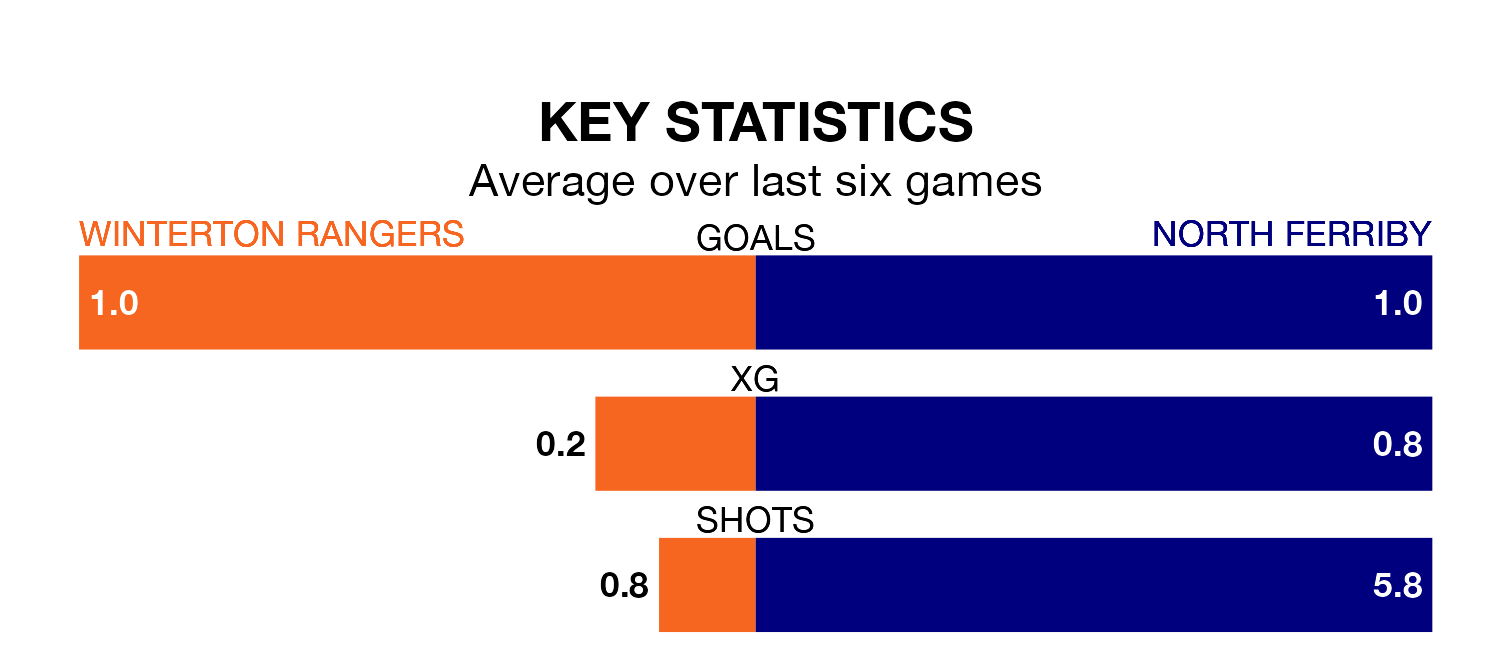 KEY STATISTICS
Average over last six games
WINTERTON RANGERS GOALS NORTH FERRIBY
1.0 1.0
XG
0.2 0.8
SHOTS
0.8 5.8